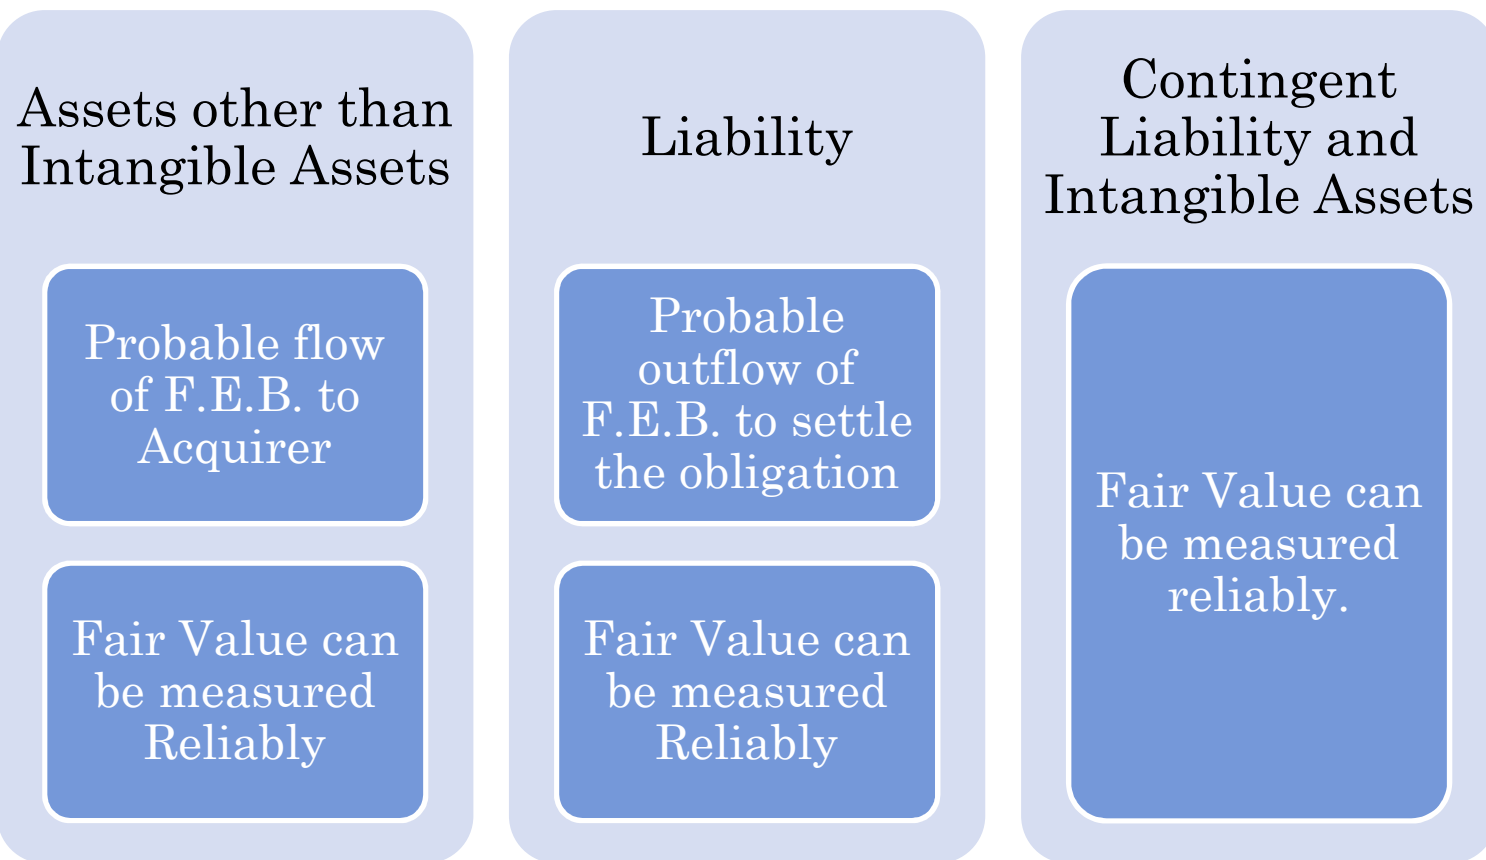 Assets other than
Intangible Assets
Probable flow
of F.E.B. to
Acquirer
Fair Value can
be measured
Reliably
Liability
Probable
outflow of
F.E.B. to settle
the obligation
Fair Value can
be measured
Reliably
Contingent
Liability and
Intangible Assets
Fair Value can
be measured
reliably.